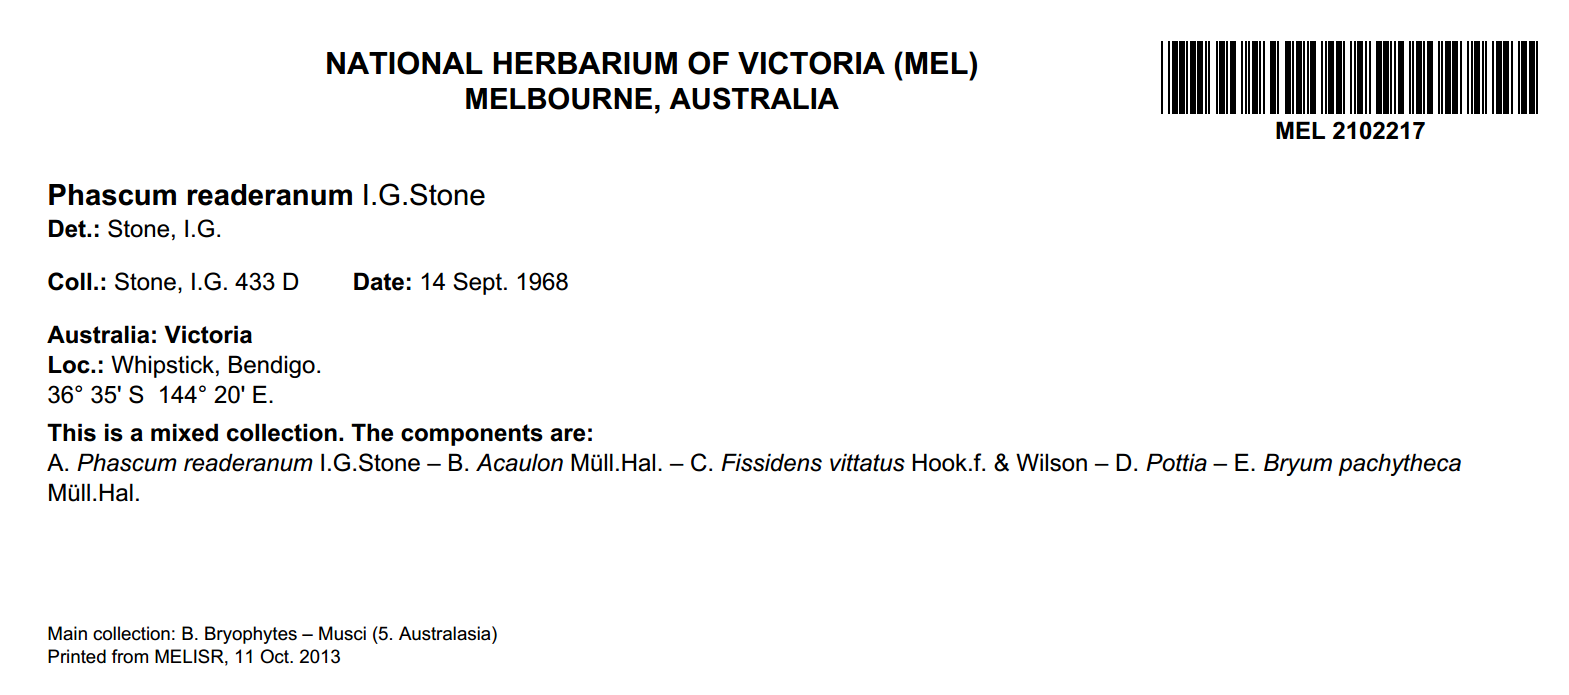 NATIONAL HERBARIUM OF VICTORIA (MEL)
MELBOURNE, AUSTRALIA
MEL 2102217
Phascum readeranum I.G.Stone
Det.: Stone, I.G.
Coll.: Stone, I.G. 433 D Date: 14 Sept. 1968
Australia: Victoria
Loc.: Whipstick, Bendigo.
36° 35' S 144° 20' E.
This is a mixed collection. The components are:
A. Phascum readeranum I.G.Stone – B. Acaulon Müll.Hal. – C. Fissidens vittatus Hook.f. & Wilson – D. Pottia – E. Bryum pachytheca
Müll.Hal.
Main collection: B. Bryophytes – Musci (5. Australasia)
Printed from MELISR, 11 Oct. 2013